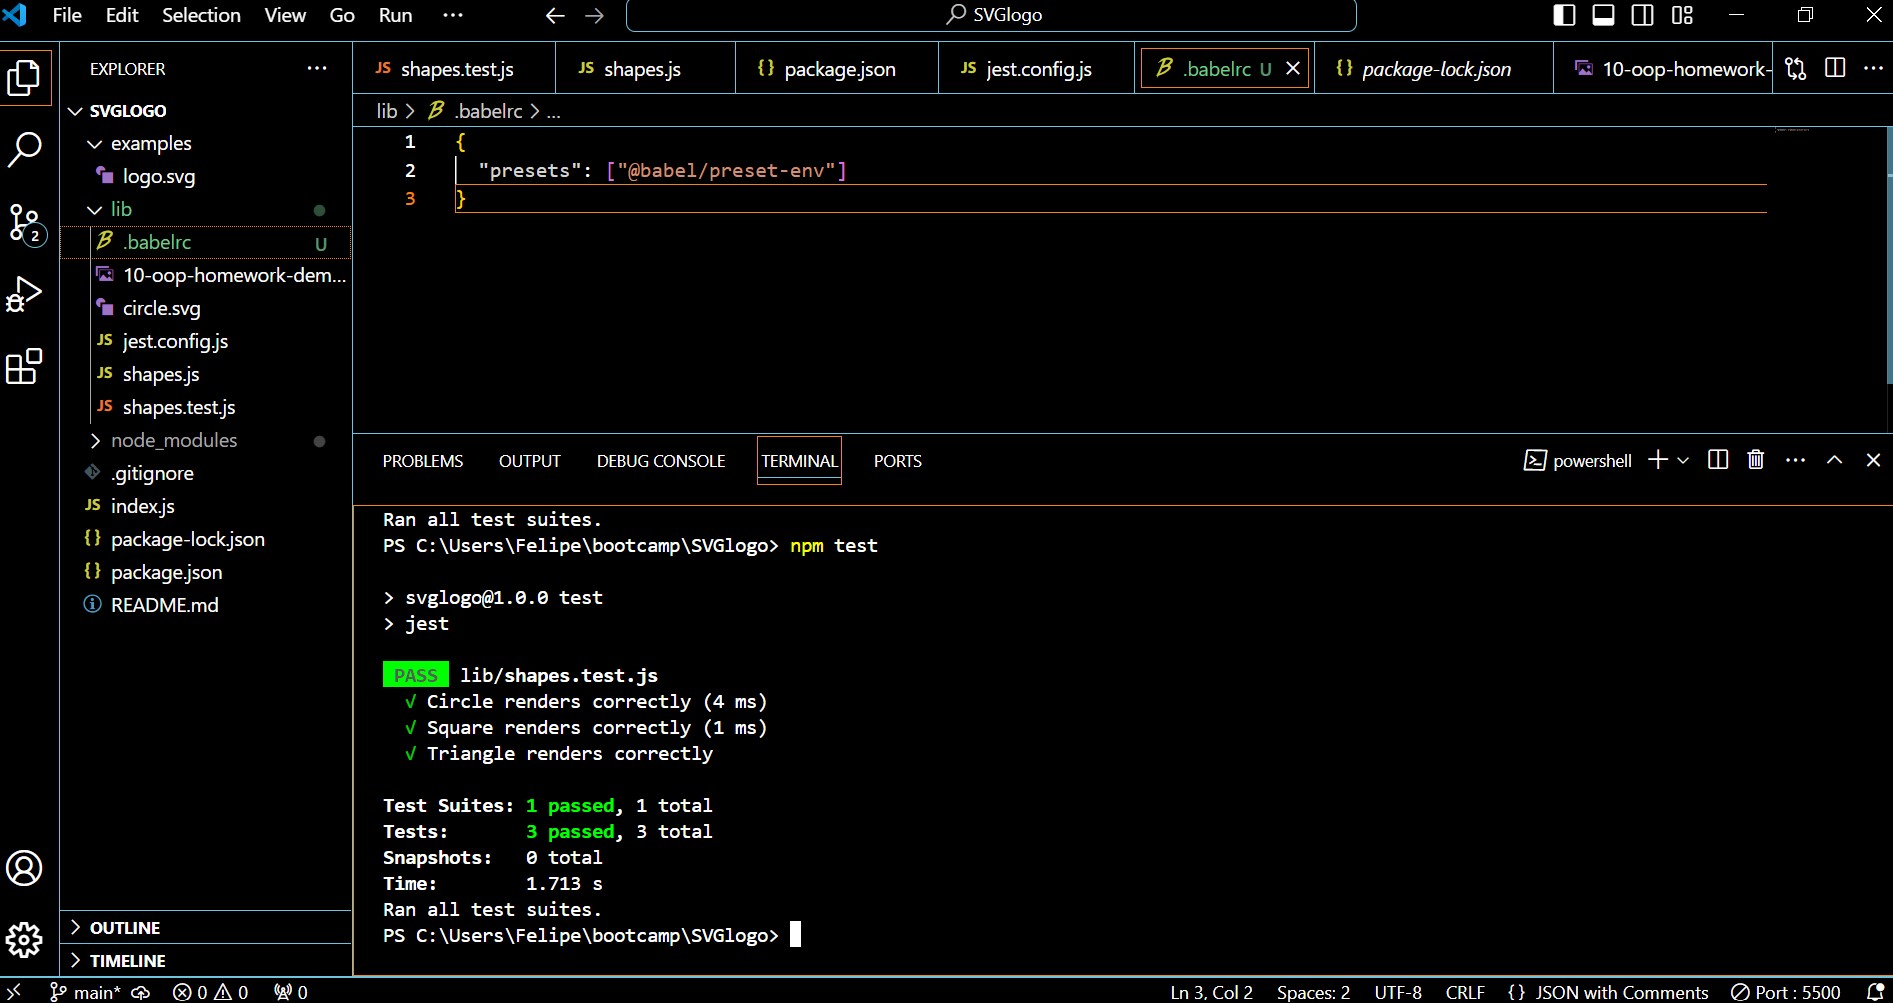 File Edit Selection View Go Run ...
SVGlogo
EXPLORER ...
shapes.test.js
shapes.js
package.json
jest.config.js
.babelrc U
package-lock.json
10-oop-homework-
SVGLOGO
examples
logo.svg
lib
.babelrc U
10-oop-homework-dem...
circle.svg
JS jest.config.js
JS shapes.js
JS shapes.test.js
node_modules
.gitignore
JS index.js
{} package-lock.json
{} package.json
README.md
OUTLINE
TIMELINE
lib > .babelrc > ...
1 {
2 "presets": ["@babel/preset-env"]
3 }
PROBLEMS OUTPUT DEBUG CONSOLE TERMINAL PORTS
powershell
Ran all test suites.
PS C:\Users\Felipe\bootcamp\SVGlogo> npm test
> svglogo@1.0.0 test
> jest
PASS lib/shapes.test.js
√ Circle renders correctly (4 ms)
√ Square renders correctly (1 ms)
√ Triangle renders correctly
Test Suites: 1 passed, 1 total
Tests: 3 passed, 3 total
Snapshots: 0 total
Time: 1.713 s
Ran all test suites.
PS C:\Users\Felipe\bootcamp\SVGlogo>
2
main* 0 0 0
Ln 3, Col 2 Spaces: 2 UTF-8 CRLF {} JSON with Comments Port : 5500